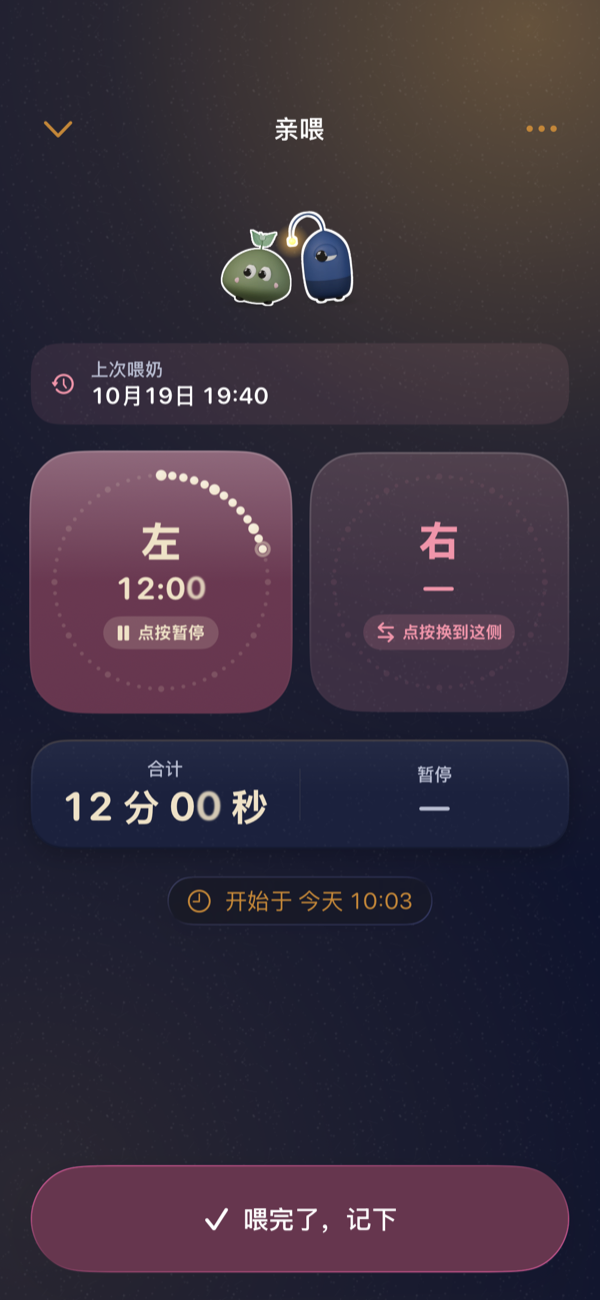 亲喂
上次喂奶
10月19日 19:40
左
12:00
点按暂停
右
—
点按换到这侧
合计
12 分 00 秒
暂停
—
开始于 今天 10:03
喂完了，记下